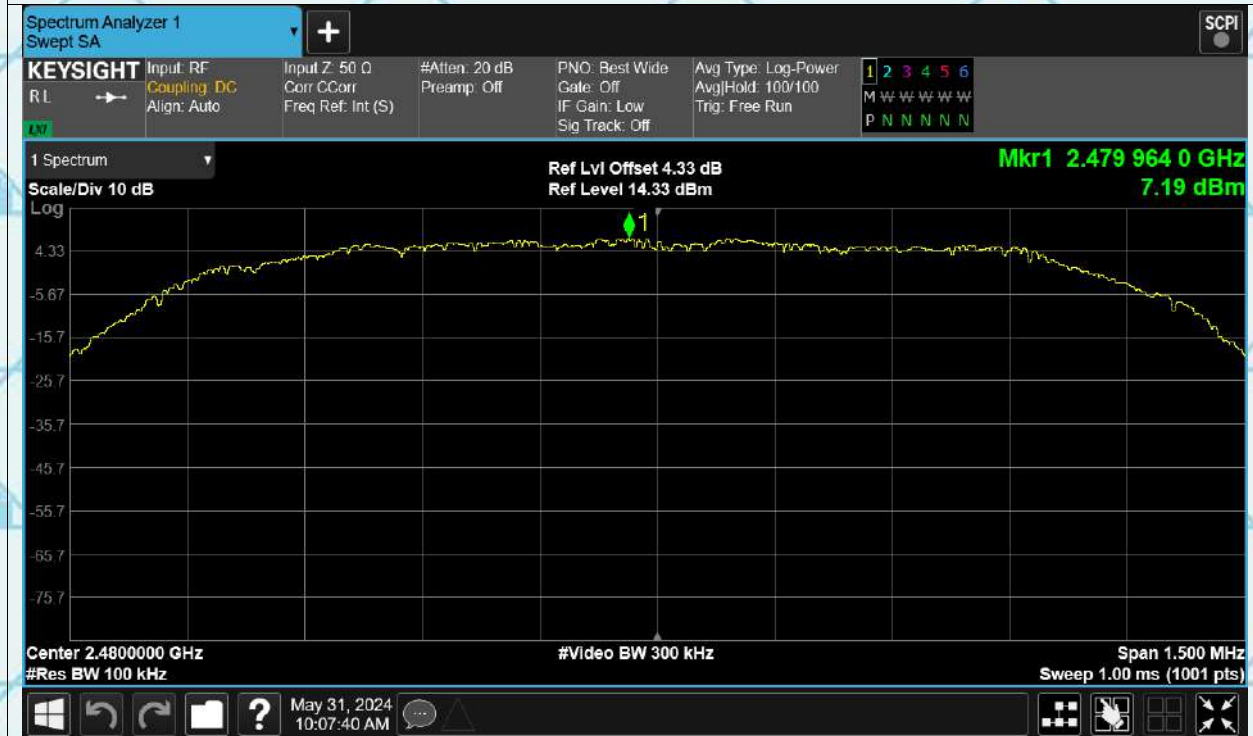 Spectrum Analyzer 1
Swept SA
+
SCPI
KEYSIGHT
RL
LXI
Input: RF
Coupling: DC
Align: Auto
Input Z: 50 Ω
Corr CCorr
Freq Ref: Int (S)
#Atten: 20 dB
Preamp: Off
PNO: Best Wide
Gate: Off
IF Gain: Low
Sig Track: Off
Avg Type: Log-Power
Avg|Hold: 100/100
Trig: Free Run
1 2 3 4 5 6
M W W W W W
P N N N N N
1 Spectrum
Scale/Div 10 dB
Log
Ref Lvl Offset 4.33 dB
Ref Level 14.33 dBm
Mkr1 2.479 964 0 GHz
7.19 dBm
1
4.33
-5.67
-15.7
-25.7
-35.7
-45.7
-55.7
-65.7
-75.7
Center 2.4800000 GHz
#Res BW 100 kHz
#Video BW 300 kHz
Span 1.500 MHz
Sweep 1.00 ms (1001 pts)
?
May 31, 2024
10:07:40 AM